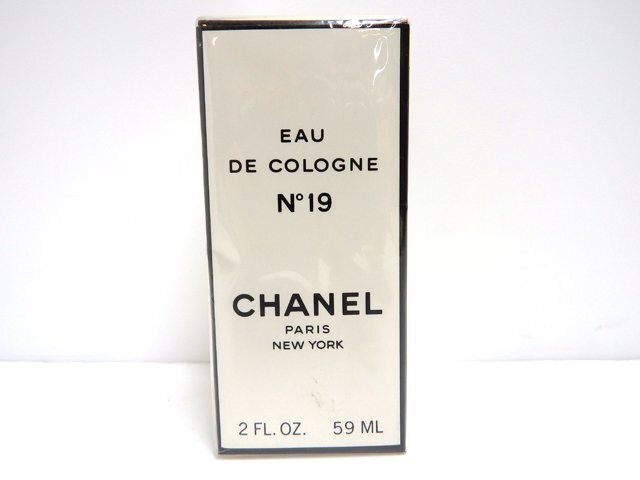 EAU
DE COLOGNE
N° 19
CHANEL
PARIS
NEW YORK
2 FL. OZ. 59 ML